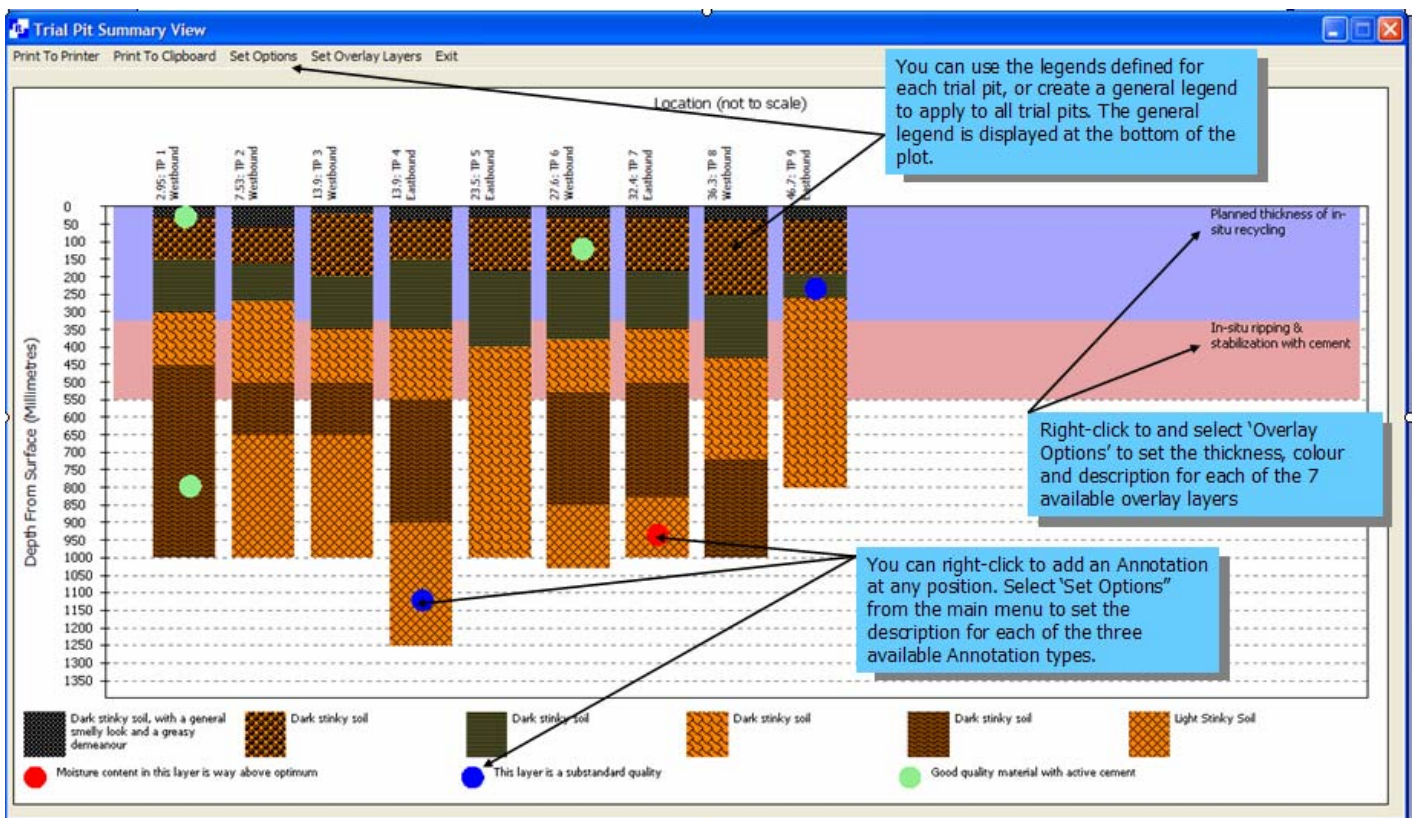 Trial Pit Summary View
Print To Printer Print To Clipboard Set Options Set Overlay Layers Exit
You can use the legends defined for
each trial pit, or create a general legend
to apply to all trial pits. The general
legend is displayed at the bottom of the
plot.
Location (not to scale)
2.95: TP 1
Westbound
7.53: TP 2
Westbound
13.9: TP 3
Westbound
13.9: TP 4
Eastbound
23.5: TP 5
Eastbound
27.6: TP 6
Westbound
32.4: TP 7
Eastbound
36.3: TP 8
Westbound
46.7: TP 9
Eastbound
Depth From Surface (Millimetres)
0
50
100
150
200
250
300
350
400
450
500
550
600
650
700
750
800
850
900
950
1000
1050
1100
1150
1200
1250
1300
1350
Planned thickness of in-
situ recycling
In-situ ripping &
stabilization with cement
Right-click to and select ‘Overlay
Options’ to set the thickness, colour
and description for each of the 7
available overlay layers
You can right-click to add an Annotation
at any position. Select ‘Set Options”
from the main menu to set the
description for each of the three
available Annotation types.
Dark stinky soil, with a general
smelly look and a greasy
demeanour
Dark stinky soil
Dark stinky soil
Dark stinky soil
Dark stinky soil
Light Stinky Soil
Moisture content in this layer is way above optimum
This layer is a substandard quality
Good quality material with active cement